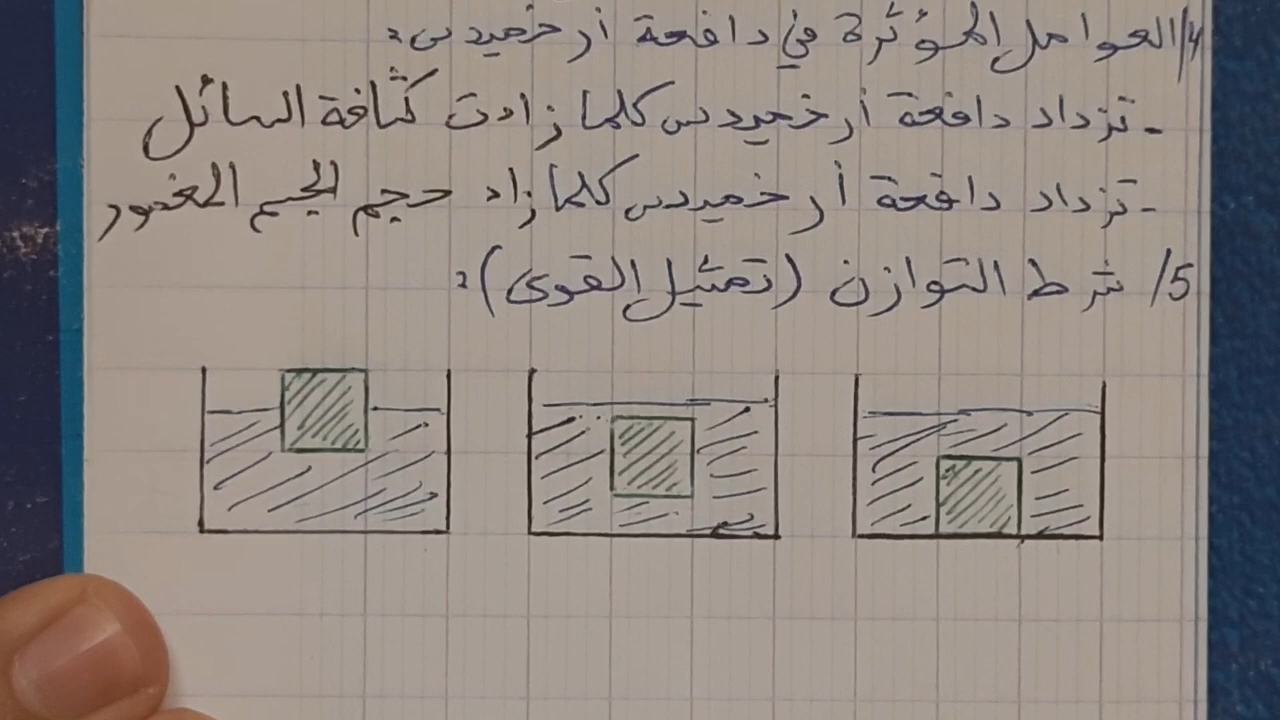 4/ العوامل المؤثرة في دافعة أرخميدس:
- تزداد دافعة أرخميدس كلما زادت كثافة السائل
- تزداد دافعة أرخميدس كلما زاد حجم الجسم المغمور
5/ شرط التوازن (تمثيل القوى):